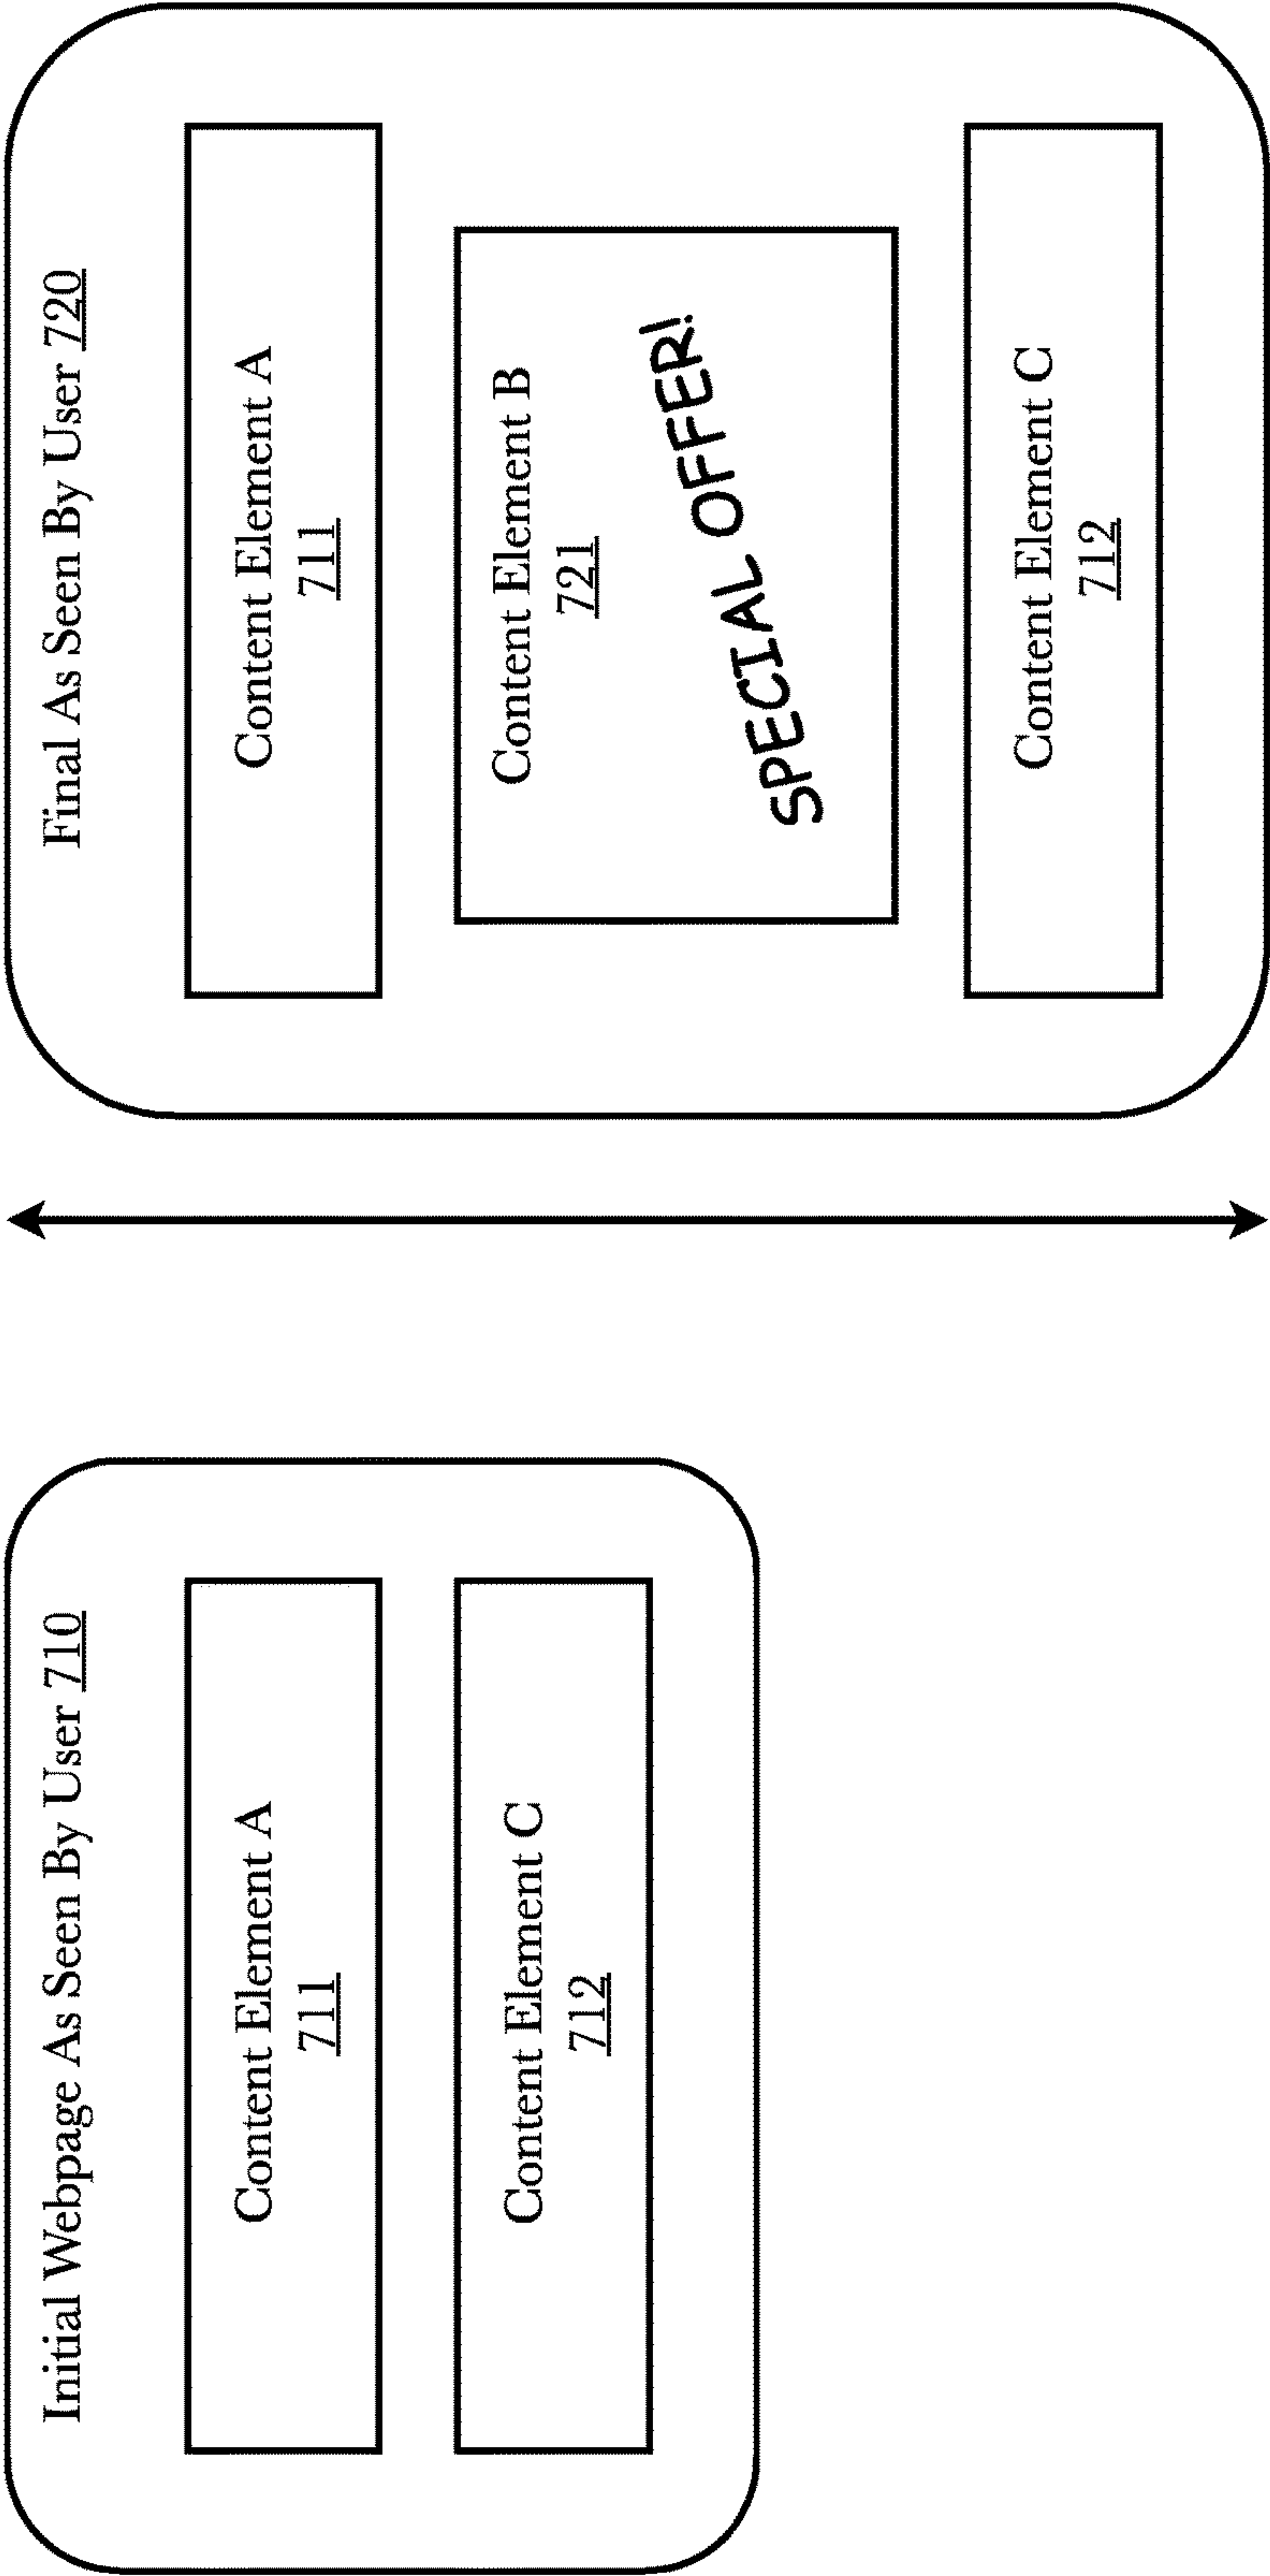 Initial Webpage As Seen By User 710
Content Element A
711
Content Element C
712
Final As Seen By User 720
Content Element A
711
Content Element B
721
SPECIAL OFFER!
Content Element C
712